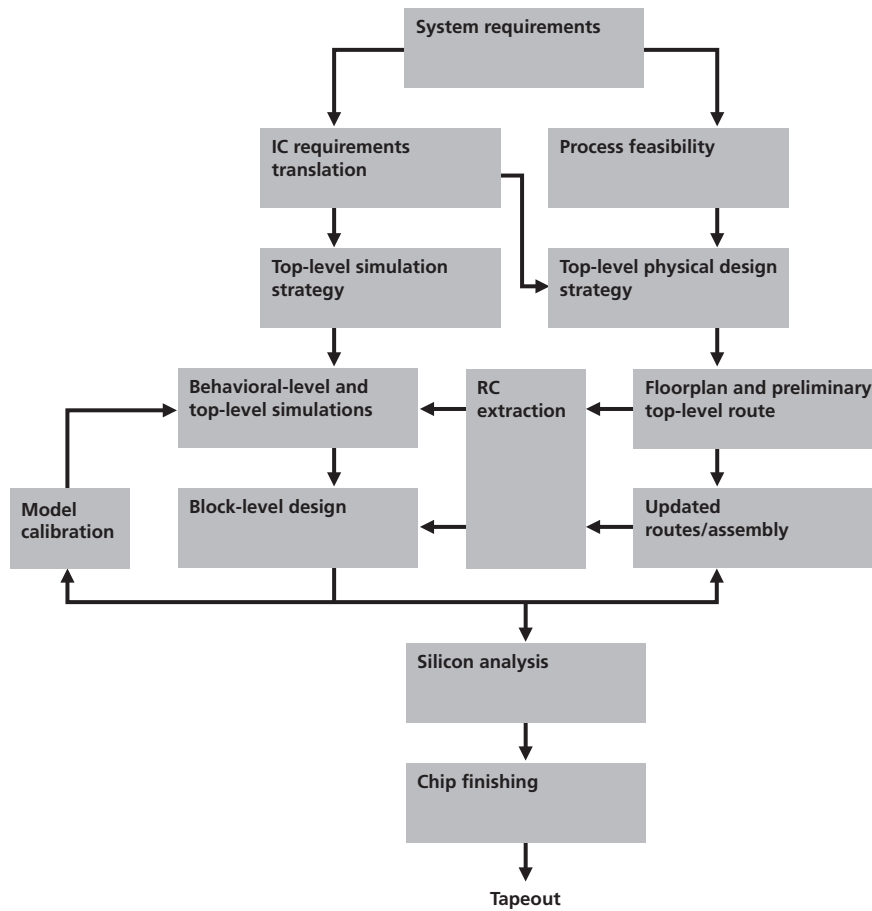 System requirements
IC requirements
translation
Process feasibility
Top-level simulation
strategy
Top-level physical design
strategy
Behavioral-level and
top-level simulations
RC
extraction
Floorplan and preliminary
top-level route
Model
calibration
Block-level design
Updated
routes/assembly
Silicon analysis
Chip finishing
Tapeout